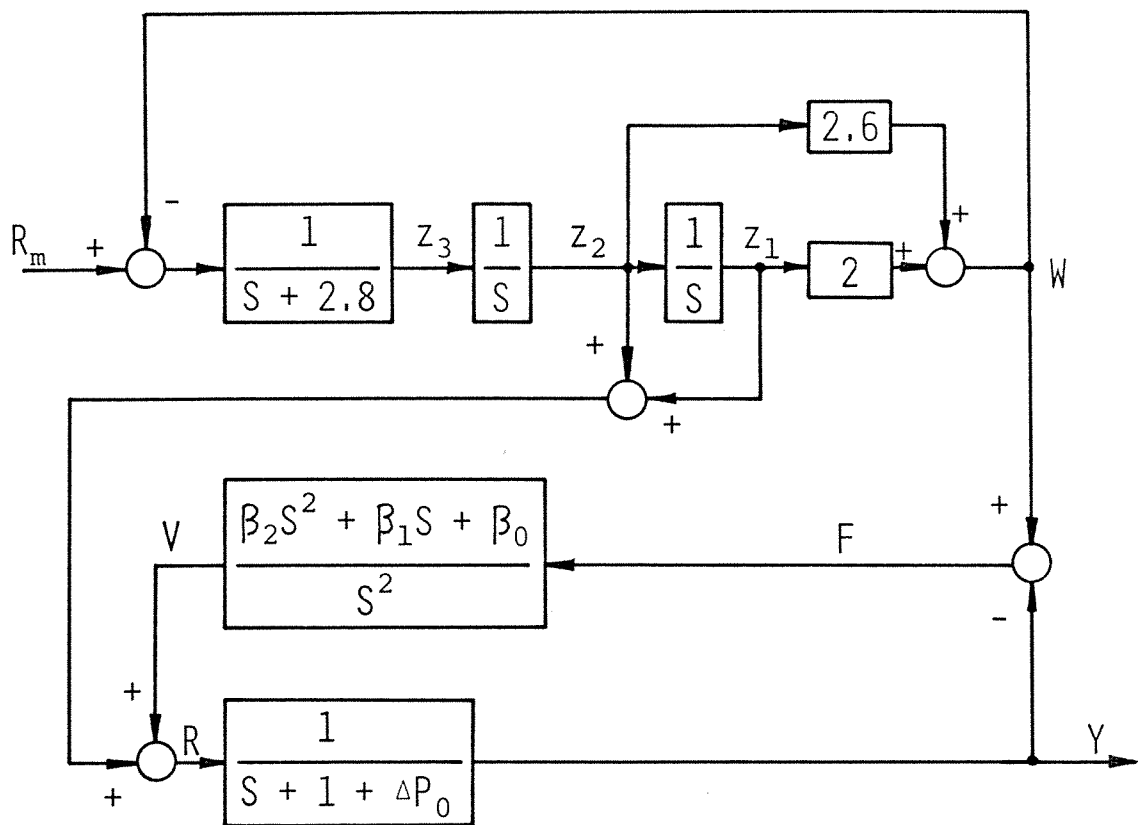 2.6
-
+
R_m
+
1
S + 2.8
z_3
1
S
z_2
1
S
z_1
2
+
W
+
+
β_2S^2 + β_1S + β_0
S^2
V
F
+
-
+
R
1
S + 1 + ΔP_0
Y
+